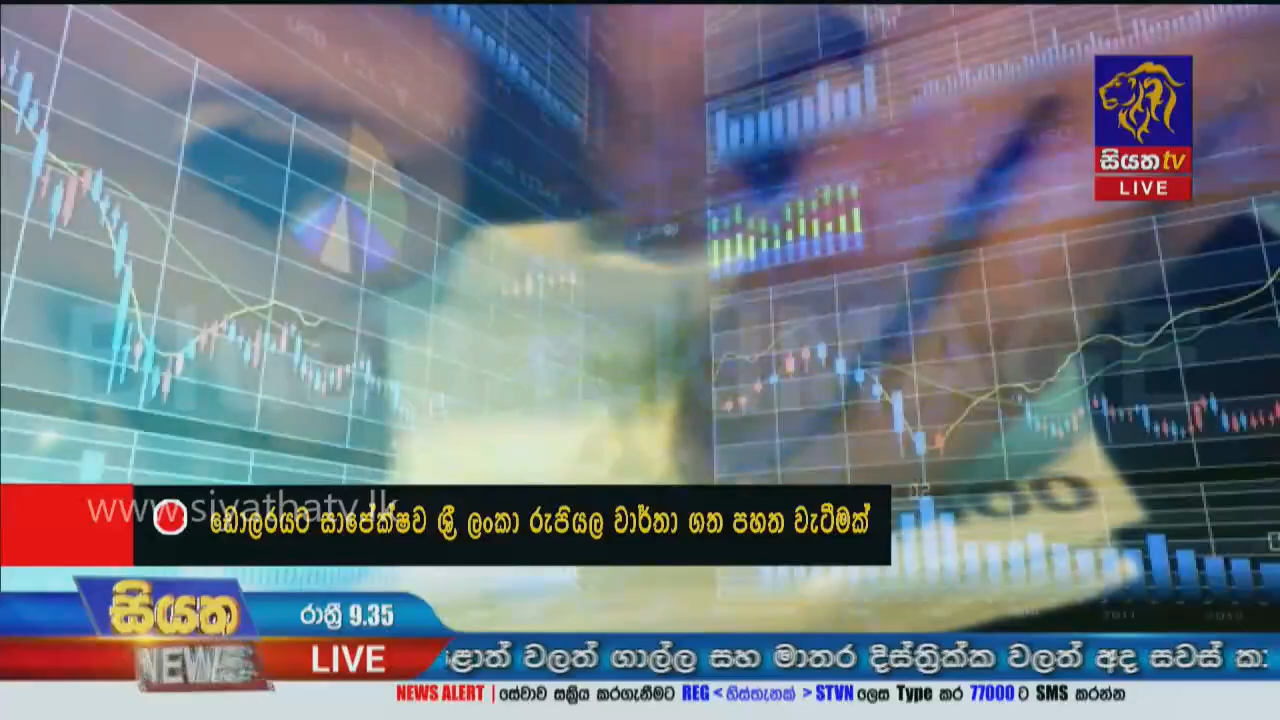 සියත tv
LIVE
www.siyathatv.lk
ඩොලරයට සාපේක්ෂව ශ්‍රී ලංකා රුපියල වාර්තා ගත පහත වැටීමක්
සියත
රාත්‍රී 9.35
NEWS
LIVE
වලත් ගාල්ල සහ මාතර දිස්ත්‍රික්ක වලත් අද සවස්
NEWS ALERT | සේවාව සක්‍රිය කරගැනීමට REG < හිස්තැනක් > STVN ලෙස Type කර 77000 ට SMS කරන්න